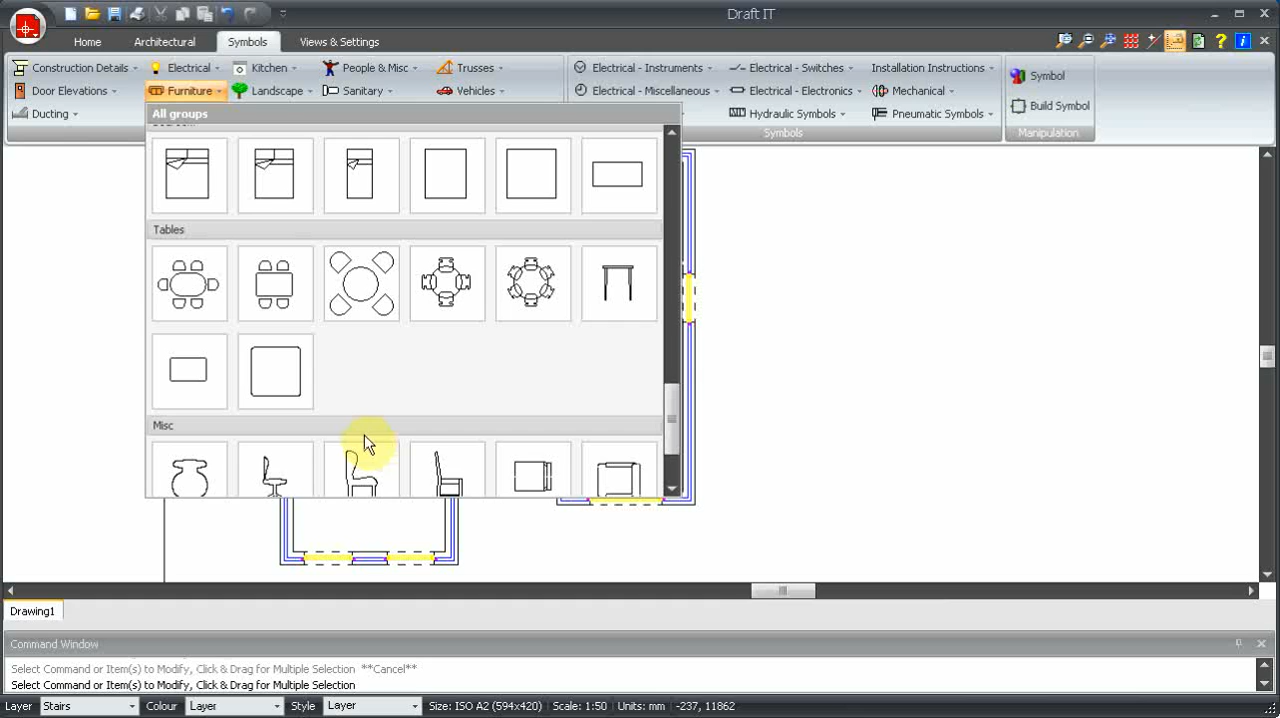 Draft IT
Home Architectural Symbols Views & Settings
Construction Details Electrical Kitchen People & Misc Trusses Electrical - Instruments Electrical - Switches Installation Instructions Symbol
Door Elevations Furniture Landscape Sanitary Vehicles Electrical - Miscellaneous Electrical - Electronics Mechanical
Build Symbol
Ducting Hydraulic Symbols Pneumatic Symbols
All groups
Symbols Manipulation
Tables
Misc
Drawing1
Command Window
Select Command or Item(s) to Modify, Click & Drag for Multiple Selection **Cancel**
Select Command or Item(s) to Modify, Click & Drag for Multiple Selection
Layer Stairs Colour Layer Style Layer Size: ISO A2 (594x420) Scale: 1:50 Units: mm -237, 11862